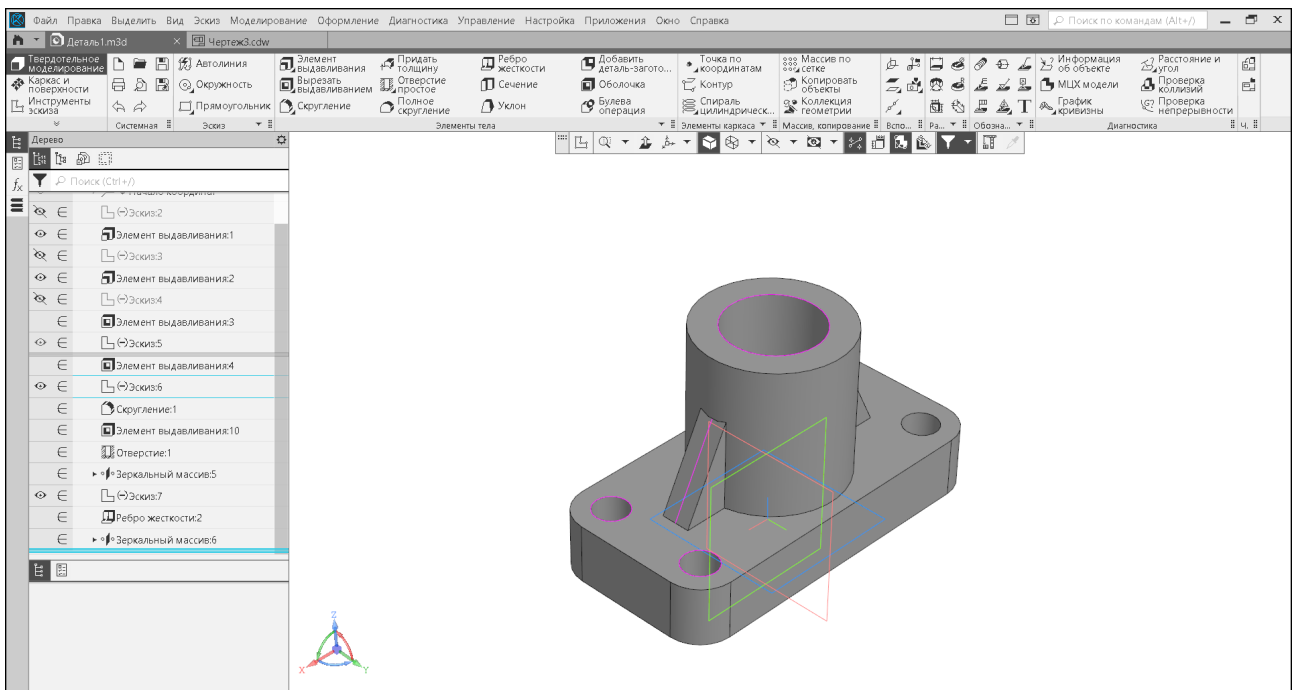 Файл Правка Выделить Вид Эскиз Моделирование Оформление Диагностика Управление Настройка Приложения Окно Справка
Поиск по командам (Alt+/)
Деталь1.m3d
Чертеж3.cdw
Твердотельное моделирование
Каркас и поверхности
Инструменты эскиза
Системная
Автолиния
Окружность
Прямоугольник
Эскиз
Элемент выдавливания
Вырезать выдавливанием
Скругление
Придать толщину
Отверстие простое
Полное скругление
Ребро жесткости
Сечение
Уклон
Добавить деталь-загото...
Оболочка
Булева операция
Элементы тела
Точка по координатам
Контур
Спираль цилиндрическ...
Элементы каркаса
Массив по сетке
Копировать объекты
Коллекция геометрии
Массив, копирование
Вспо...
Ра...
Обозна...
Информация об объекте
МЦХ модели
График кривизны
Расстояние и угол
Проверка коллизий
Проверка непрерывности
Диагностика
Ч.
Дерево
Поиск (Ctrl+/)
(-)Эскиз:2
Элемент выдавливания:1
(-)Эскиз:3
Элемент выдавливания:2
(-)Эскиз:4
Элемент выдавливания:3
(-)Эскиз:5
Элемент выдавливания:4
(-)Эскиз:6
Скругление:1
Элемент выдавливания:10
Отверстие:1
Зеркальный массив:5
(-)Эскиз:7
Ребро жесткости:2
Зеркальный массив:6
Z
X
Y